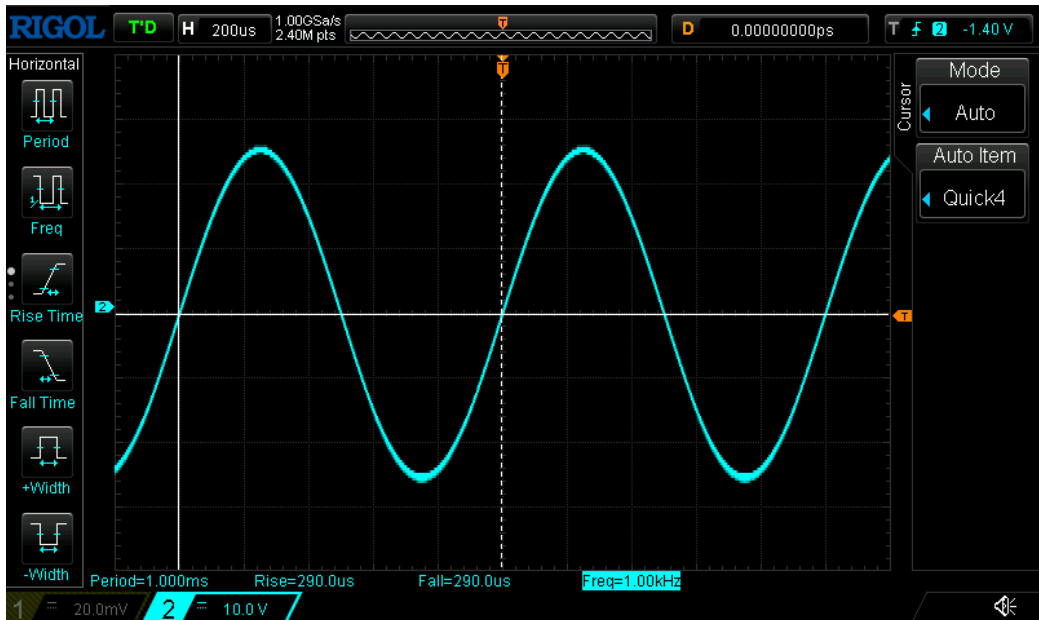 RIGOL T'D H 200us 1.00GSa/s 2.40M pts T D 0.00000000ps T 2 -1.40 V
Horizontal
Period
Freq
Rise Time
Fall Time
+Width
-Width
T
2
T
Cursor
Mode
Auto
Auto Item
Quick4
Period=1.000ms Rise=290.0us Fall=290.0us Freq=1.00kHz
1 20.0mV 2 10.0 V